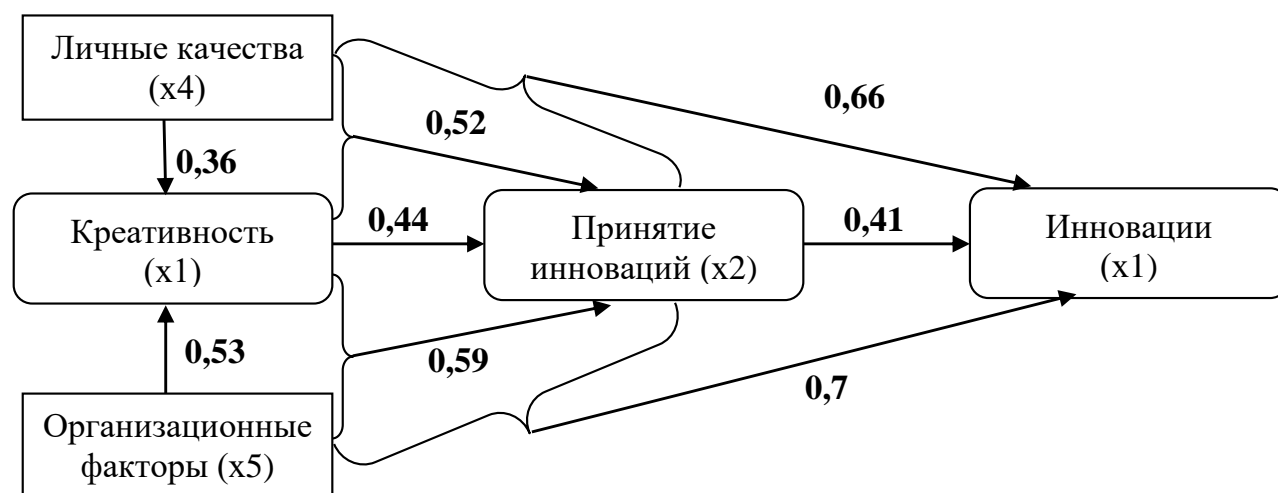 Личные качества
(x4)
0,66
0,52
0,36
Креативность
(x1)
0,44
Принятие
инноваций (x2)
0,41
Инновации
(x1)
0,53
0,59
0,7
Организационные
факторы (x5)